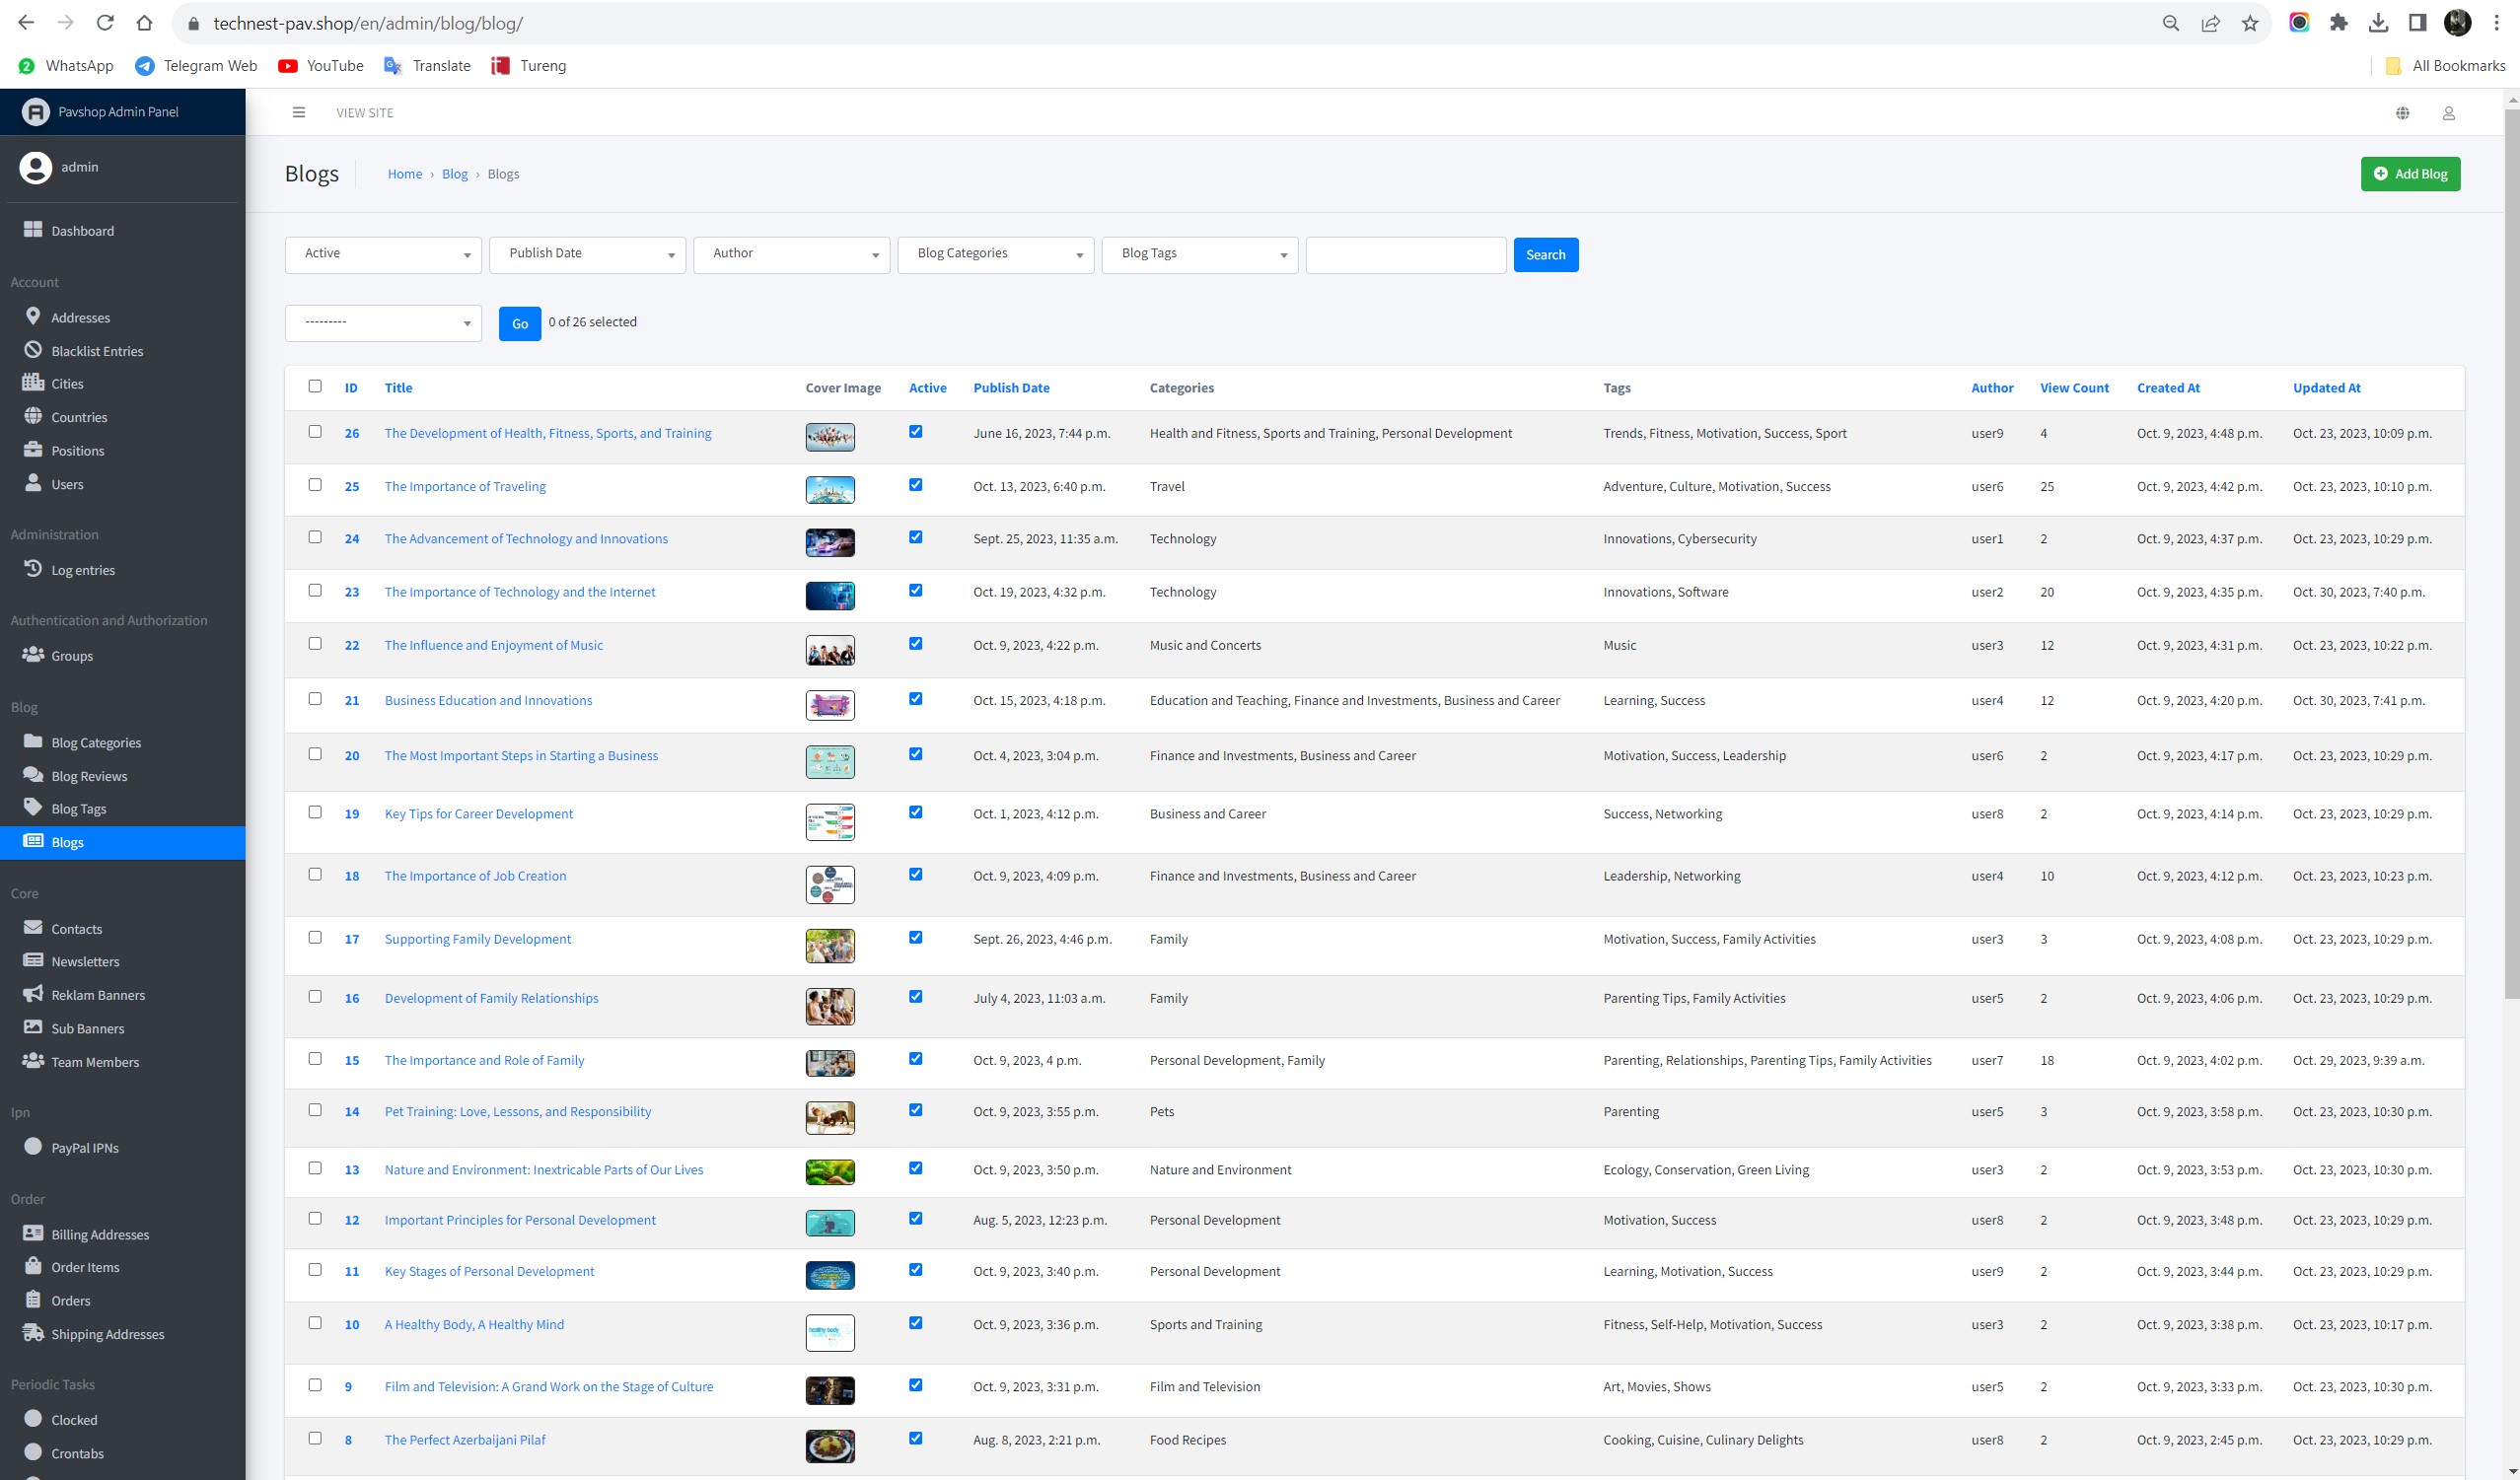 technest-pav.shop/en/admin/blog/blog/
WhatsApp Telegram Web YouTube Translate Tureng All Bookmarks
Pavshop Admin Panel
VIEW SITE
admin
Blogs Home › Blog › Blogs Add Blog
Dashboard
Account
Addresses
Blacklist Entries
Cities
Countries
Positions
Users
Administration
Log entries
Authentication and Authorization
Groups
Blog
Blog Categories
Blog Reviews
Blog Tags
Blogs
Core
Contacts
Newsletters
Reklam Banners
Sub Banners
Team Members
Ipn
PayPal IPNs
Order
Billing Addresses
Order Items
Orders
Shipping Addresses
Periodic Tasks
Clocked
Crontabs
Active Publish Date Author Blog Categories Blog Tags Search
--------- Go 0 of 26 selected
ID Title Cover Image Active Publish Date Categories Tags Author View Count Created At Updated At
26 The Development of Health, Fitness, Sports, and Training June 16, 2023, 7:44 p.m. Health and Fitness, Sports and Training, Personal Development Trends, Fitness, Motivation, Success, Sport user9 4 Oct. 9, 2023, 4:48 p.m. Oct. 23, 2023, 10:09 p.m.
25 The Importance of Traveling Oct. 13, 2023, 6:40 p.m. Travel Adventure, Culture, Motivation, Success user6 25 Oct. 9, 2023, 4:42 p.m. Oct. 23, 2023, 10:10 p.m.
24 The Advancement of Technology and Innovations Sept. 25, 2023, 11:35 a.m. Technology Innovations, Cybersecurity user1 2 Oct. 9, 2023, 4:37 p.m. Oct. 23, 2023, 10:29 p.m.
23 The Importance of Technology and the Internet Oct. 19, 2023, 4:32 p.m. Technology Innovations, Software user2 20 Oct. 9, 2023, 4:35 p.m. Oct. 30, 2023, 7:40 p.m.
22 The Influence and Enjoyment of Music Oct. 9, 2023, 4:22 p.m. Music and Concerts Music user3 12 Oct. 9, 2023, 4:31 p.m. Oct. 23, 2023, 10:22 p.m.
21 Business Education and Innovations Oct. 15, 2023, 4:18 p.m. Education and Teaching, Finance and Investments, Business and Career Learning, Success user4 12 Oct. 9, 2023, 4:20 p.m. Oct. 30, 2023, 7:41 p.m.
20 The Most Important Steps in Starting a Business Oct. 4, 2023, 3:04 p.m. Finance and Investments, Business and Career Motivation, Success, Leadership user6 2 Oct. 9, 2023, 4:17 p.m. Oct. 23, 2023, 10:29 p.m.
19 Key Tips for Career Development Oct. 1, 2023, 4:12 p.m. Business and Career Success, Networking user8 2 Oct. 9, 2023, 4:14 p.m. Oct. 23, 2023, 10:29 p.m.
18 The Importance of Job Creation Oct. 9, 2023, 4:09 p.m. Finance and Investments, Business and Career Leadership, Networking user4 10 Oct. 9, 2023, 4:12 p.m. Oct. 23, 2023, 10:23 p.m.
17 Supporting Family Development Sept. 26, 2023, 4:46 p.m. Family Motivation, Success, Family Activities user3 3 Oct. 9, 2023, 4:08 p.m. Oct. 23, 2023, 10:29 p.m.
16 Development of Family Relationships July 4, 2023, 11:03 a.m. Family Parenting Tips, Family Activities user5 2 Oct. 9, 2023, 4:06 p.m. Oct. 23, 2023, 10:29 p.m.
15 The Importance and Role of Family Oct. 9, 2023, 4 p.m. Personal Development, Family Parenting, Relationships, Parenting Tips, Family Activities user7 18 Oct. 9, 2023, 4:02 p.m. Oct. 29, 2023, 9:39 a.m.
14 Pet Training: Love, Lessons, and Responsibility Oct. 9, 2023, 3:55 p.m. Pets Parenting user5 3 Oct. 9, 2023, 3:58 p.m. Oct. 23, 2023, 10:30 p.m.
13 Nature and Environment: Inextricable Parts of Our Lives Oct. 9, 2023, 3:50 p.m. Nature and Environment Ecology, Conservation, Green Living user3 2 Oct. 9, 2023, 3:53 p.m. Oct. 23, 2023, 10:30 p.m.
12 Important Principles for Personal Development Aug. 5, 2023, 12:23 p.m. Personal Development Motivation, Success user8 2 Oct. 9, 2023, 3:48 p.m. Oct. 23, 2023, 10:29 p.m.
11 Key Stages of Personal Development Oct. 9, 2023, 3:40 p.m. Personal Development Learning, Motivation, Success user9 2 Oct. 9, 2023, 3:44 p.m. Oct. 23, 2023, 10:29 p.m.
10 A Healthy Body, A Healthy Mind Oct. 9, 2023, 3:36 p.m. Sports and Training Fitness, Self-Help, Motivation, Success user3 2 Oct. 9, 2023, 3:38 p.m. Oct. 23, 2023, 10:17 p.m.
9 Film and Television: A Grand Work on the Stage of Culture Oct. 9, 2023, 3:31 p.m. Film and Television Art, Movies, Shows user5 2 Oct. 9, 2023, 3:33 p.m. Oct. 23, 2023, 10:30 p.m.
8 The Perfect Azerbaijani Pilaf Aug. 8, 2023, 2:21 p.m. Food Recipes Cooking, Cuisine, Culinary Delights user8 2 Oct. 9, 2023, 2:45 p.m. Oct. 23, 2023, 10:29 p.m.